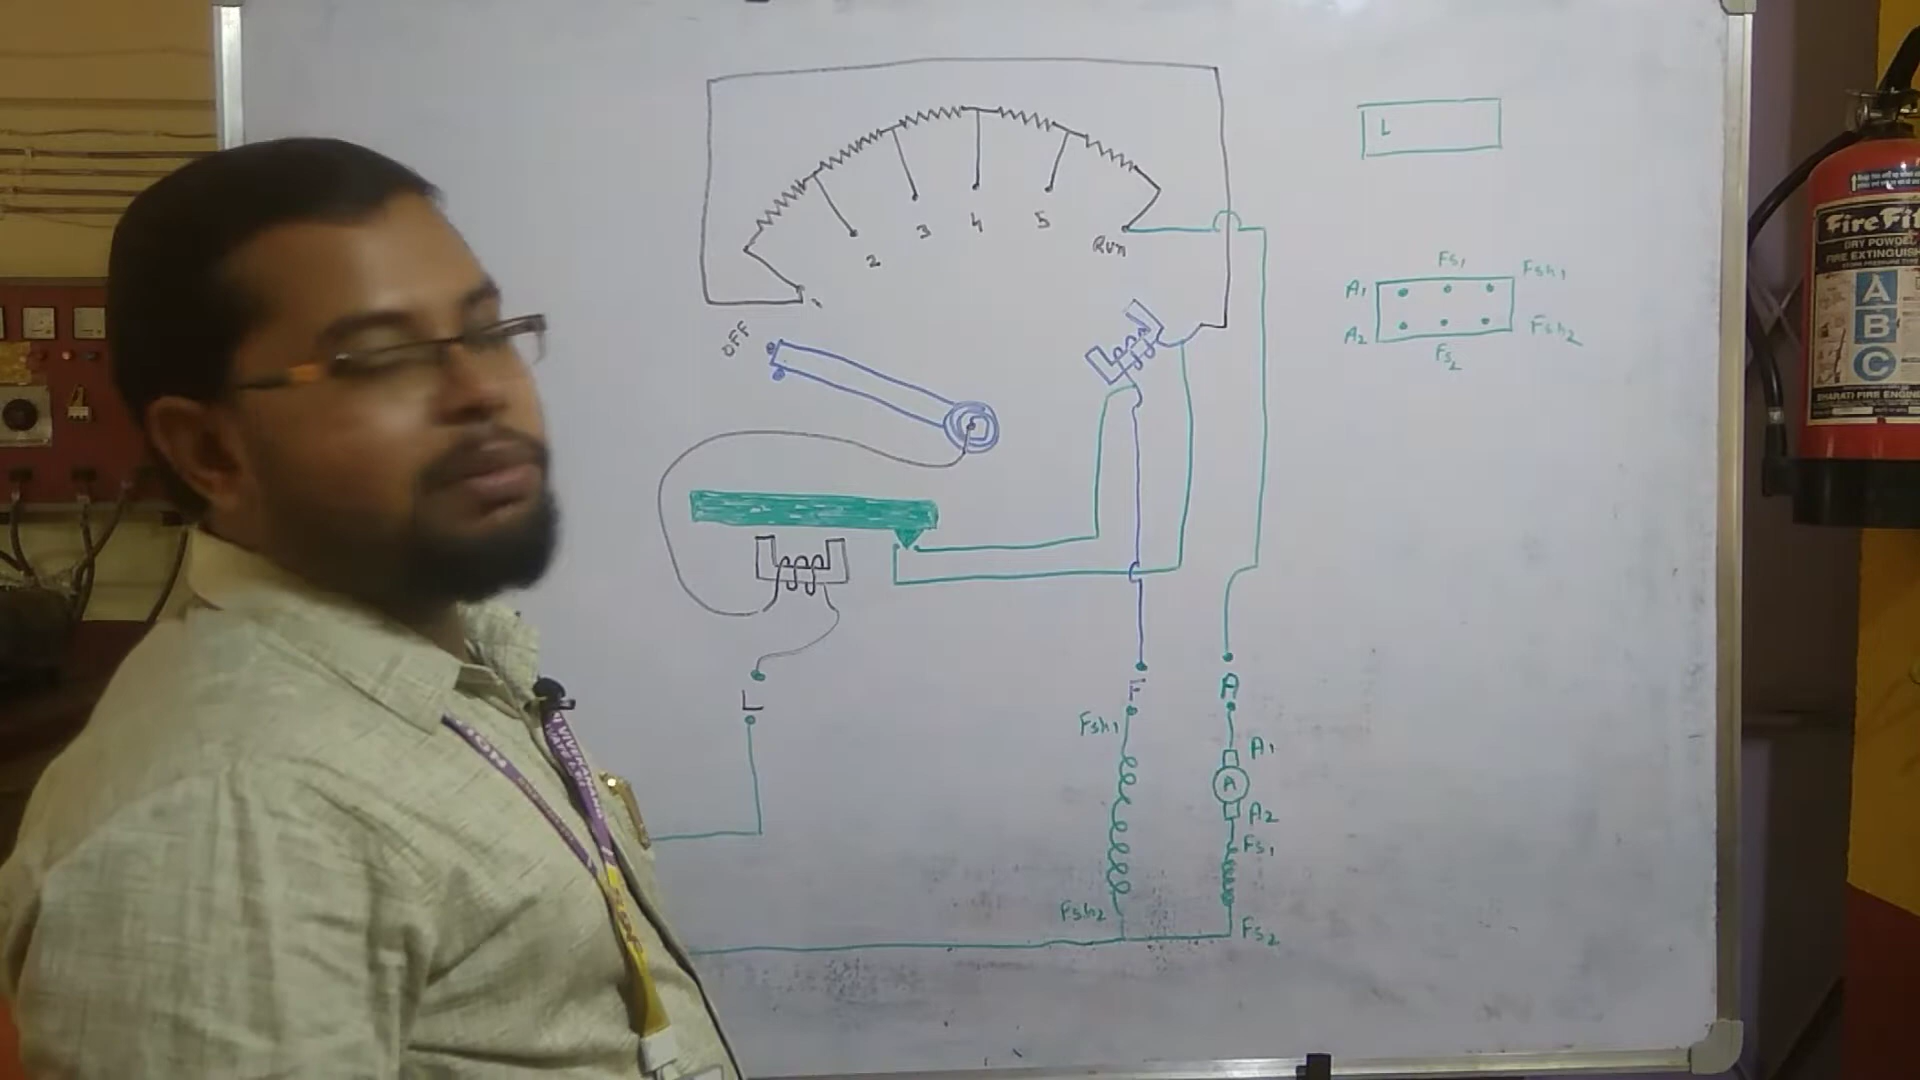 L
2
3
4
5
Run
1
OFF
Fs1
Fsh1
A1
A2
Fsh2
Fs2
L
F
A
Fsh1
A1
A
A2
Fs1
Fsh2
Fs2
FireFit
DRY POWDER
FIRE EXTINGUISHER
A
B
C
BHARATI FIRE ENGINE